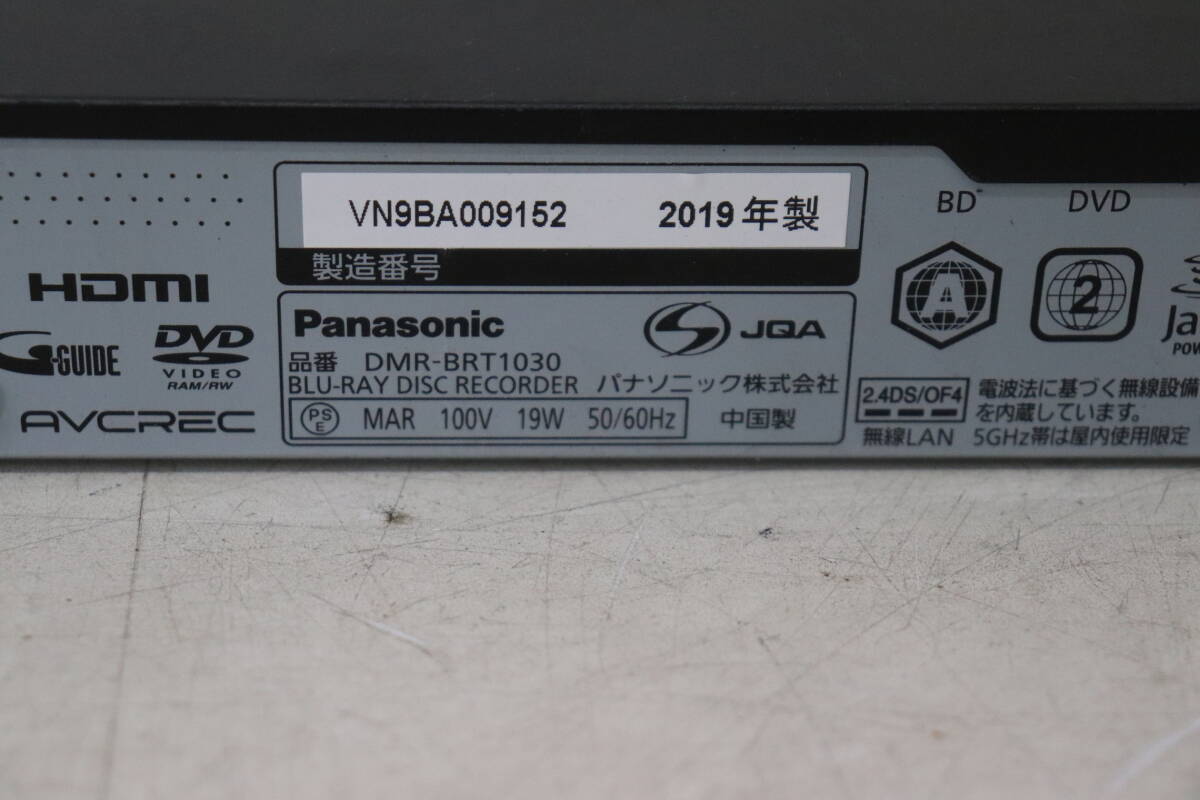 VN9BA009152 2019年製
製造番号
HDMI
G-GUIDE
DVD
VIDEO
RAM/RW
AVCREC
Panasonic
JQA
品番 DMR-BRT1030
BLU-RAY DISC RECORDER パナソニック株式会社
PSE MAR 100V 19W 50/60Hz 中国製
BD DVD
A 2
2.4DS/OF4
無線LAN
電波法に基づく無線設備
を内蔵しています。
5GHz帯は屋内使用限定